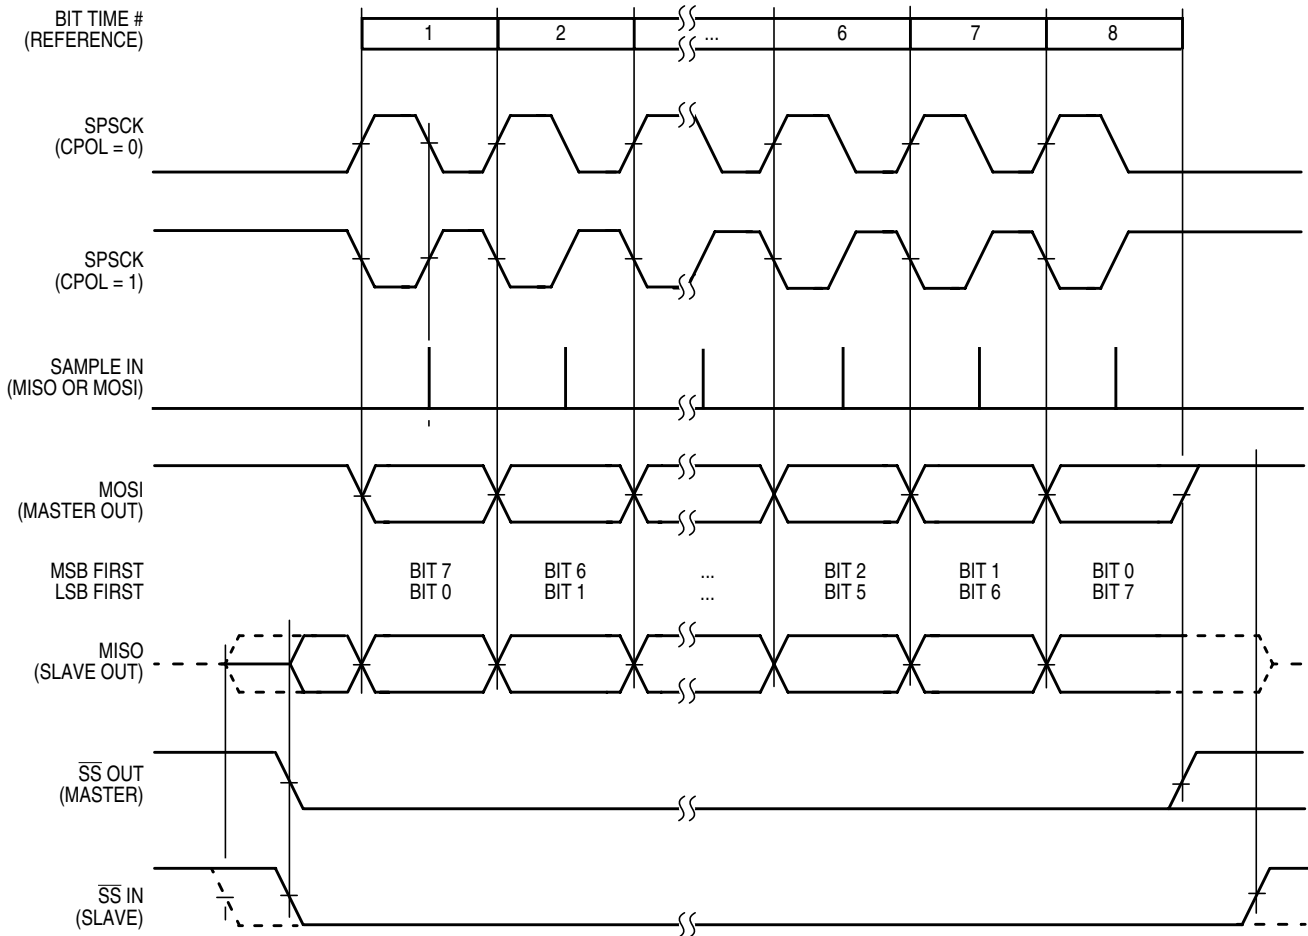 BIT TIME #
(REFERENCE)
1 2 ... 6 7 8
SPSCK
(CPOL = 0)
SPSCK
(CPOL = 1)
SAMPLE IN
(MISO OR MOSI)
MOSI
(MASTER OUT)
MSB FIRST BIT 7 BIT 6 ... BIT 2 BIT 1 BIT 0
LSB FIRST BIT 0 BIT 1 ... BIT 5 BIT 6 BIT 7
MISO
(SLAVE OUT)
S̅S̅ OUT
(MASTER)
S̅S̅ IN
(SLAVE)